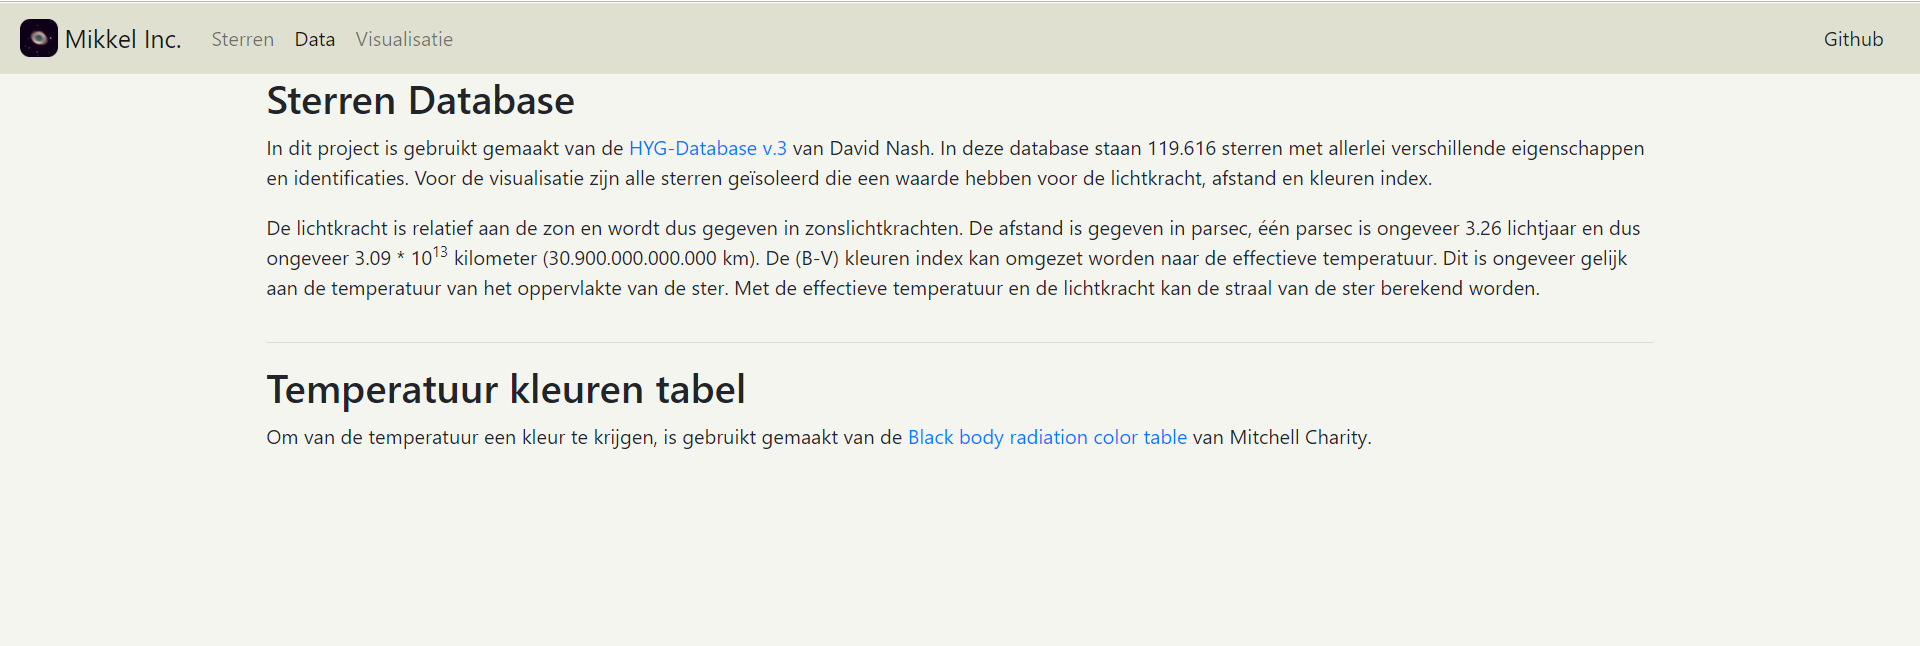 Mikkel Inc. Sterren Data Visualisatie Github
Sterren Database
In dit project is gebruikt gemaakt van de HYG-Database v.3 van David Nash. In deze database staan 119.616 sterren met allerlei verschillende eigenschappen
en identificaties. Voor de visualisatie zijn alle sterren geïsoleerd die een waarde hebben voor de lichtkracht, afstand en kleuren index.
De lichtkracht is relatief aan de zon en wordt dus gegeven in zonslichtkrachten. De afstand is gegeven in parsec, één parsec is ongeveer 3.26 lichtjaar en dus
ongeveer 3.09 * 10¹³ kilometer (30.900.000.000.000 km). De (B-V) kleuren index kan omgezet worden naar de effectieve temperatuur. Dit is ongeveer gelijk
aan de temperatuur van het oppervlakte van de ster. Met de effectieve temperatuur en de lichtkracht kan de straal van de ster berekend worden.
Temperatuur kleuren tabel
Om van de temperatuur een kleur te krijgen, is gebruikt gemaakt van de Black body radiation color table van Mitchell Charity.